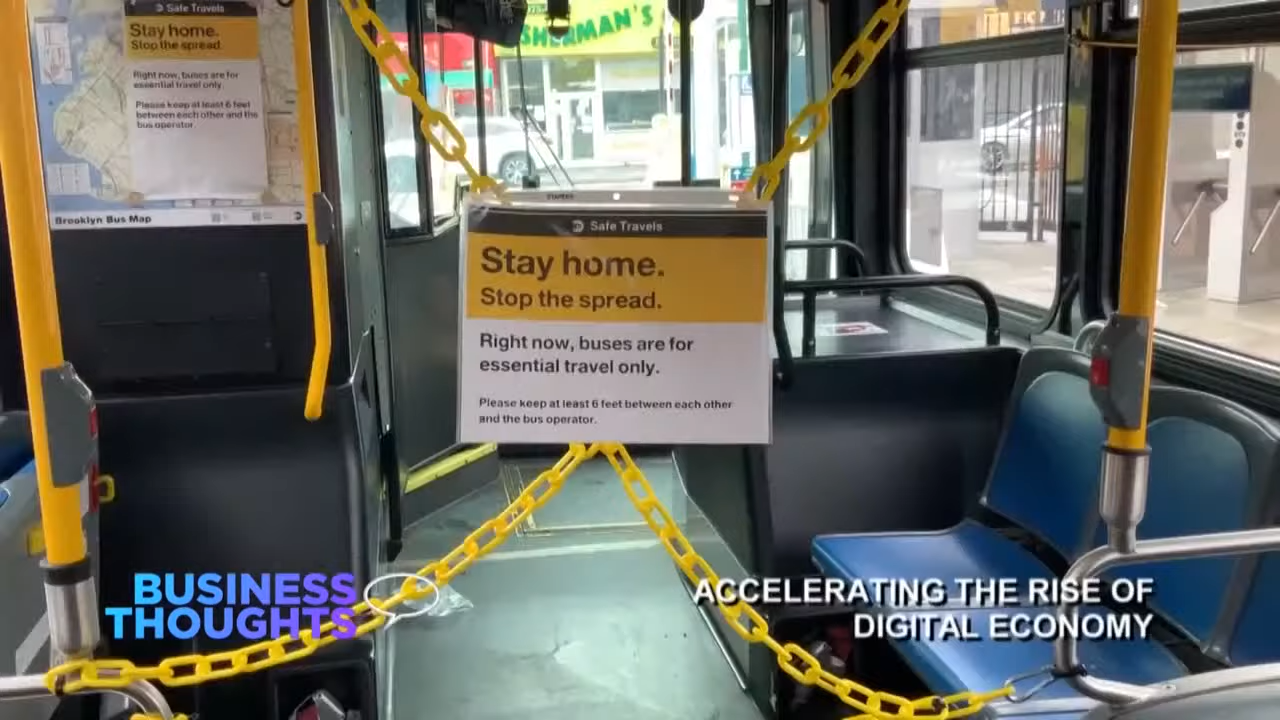 Safe Travels
Stay home.
Stop the spread.
Right now, buses are for
essential travel only.
Please keep at least 6 feet
between each other and the
bus operator.
Brooklyn Bus Map
SHERMAN'S
Safe Travels
Stay home.
Stop the spread.
Right now, buses are for
essential travel only.
Please keep at least 6 feet between each other
and the bus operator.
BUSINESS
THOUGHTS
ACCELERATING THE RISE OF
DIGITAL ECONOMY